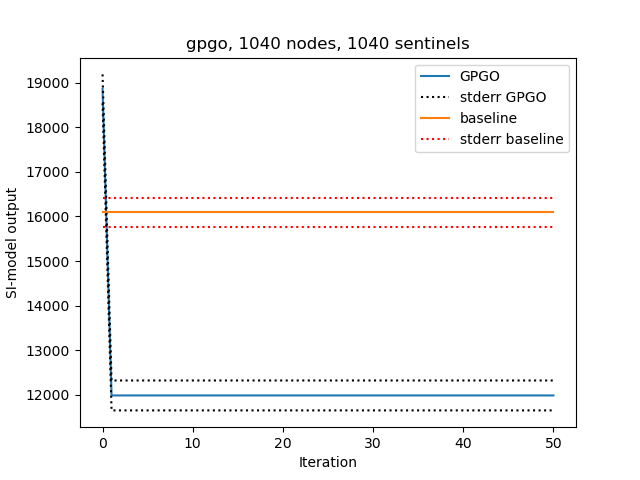 gpgo, 1040 nodes, 1040 sentinels
GPGO
stderr GPGO
baseline
stderr baseline
SI-model output
19000
18000
17000
16000
15000
14000
13000
12000
0 10 20 30 40 50
Iteration